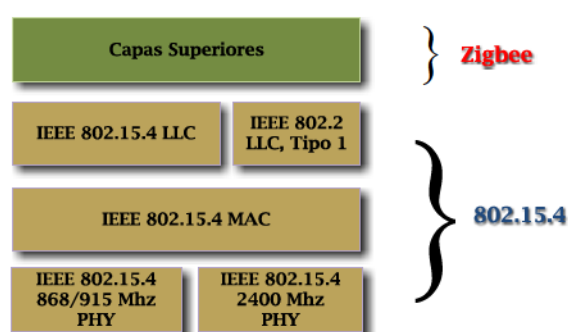 Capas Superiores
Zigbee
IEEE 802.15.4 LLC
IEEE 802.2
LLC, Tipo 1
IEEE 802.15.4 MAC
802.15.4
IEEE 802.15.4
868/915 Mhz
PHY
IEEE 802.15.4
2400 Mhz
PHY